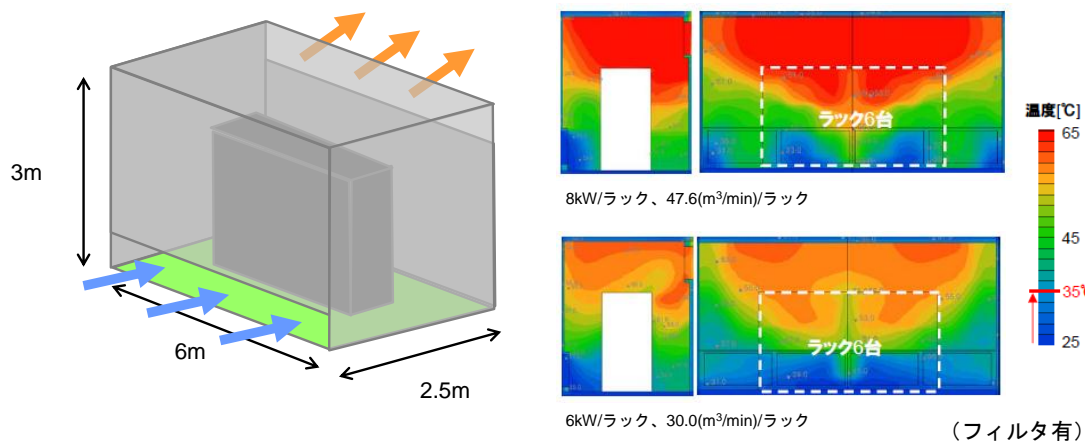 3m
6m
2.5m
ラック6台
8kW/ラック、47.6(m³/min)/ラック
ラック6台
6kW/ラック、30.0(m³/min)/ラック
温度[℃]
65
45
35℃
25
（フィルタ有）